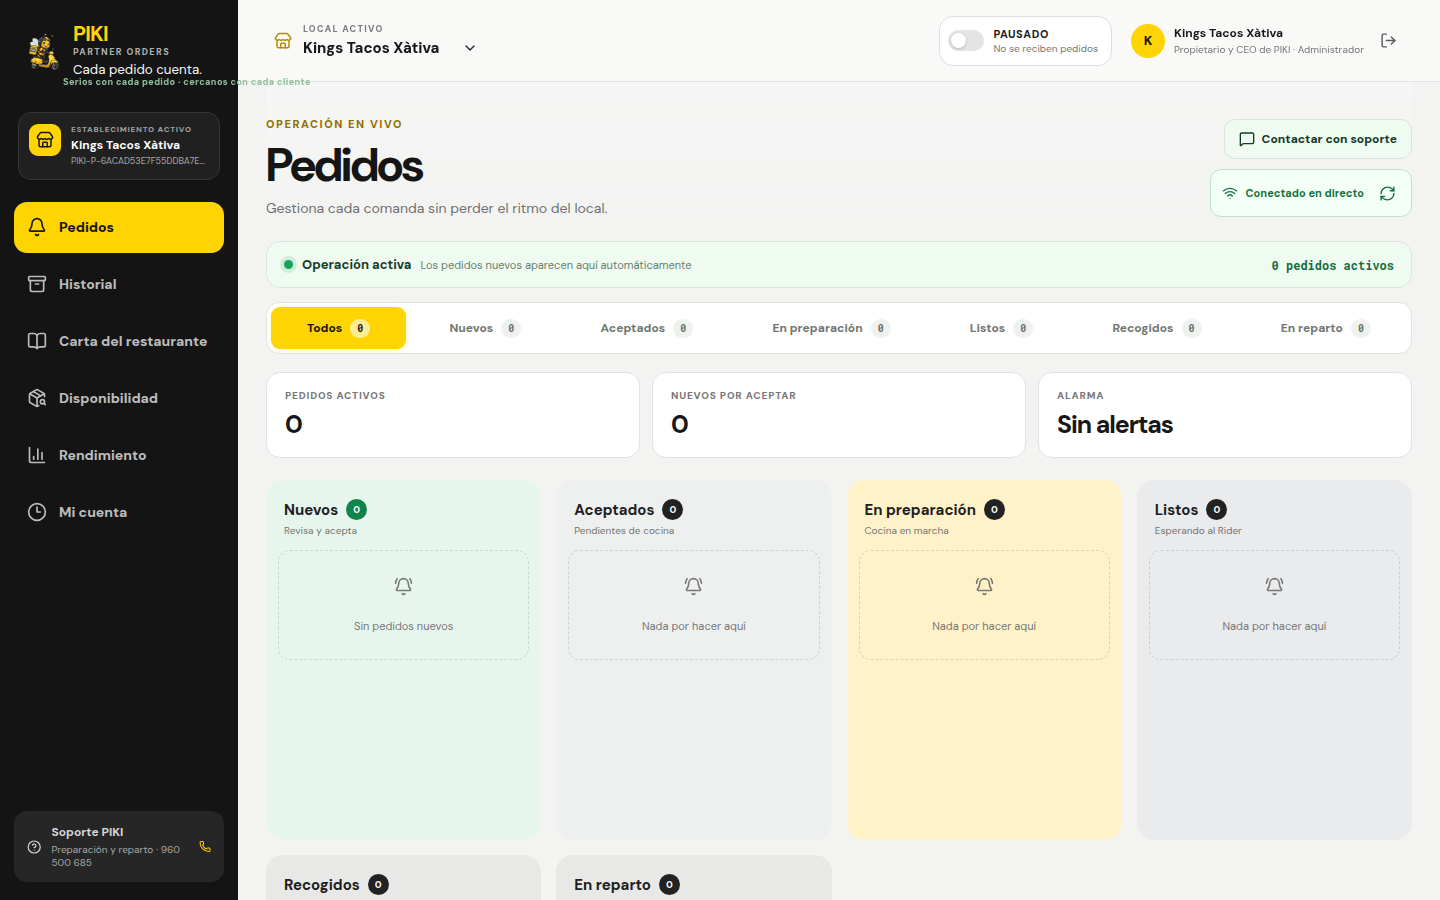 PIKI
PARTNER ORDERS
Cada pedido cuenta.
Serios con cada pedido · cercanos con cada cliente
ESTABLECIMIENTO ACTIVO
Kings Tacos Xàtiva
PIKI-P-6ACAD53E7F55DDBA7E...
Pedidos
Historial
Carta del restaurante
Disponibilidad
Rendimiento
Mi cuenta
Soporte PIKI
Preparación y reparto · 960
500 685
LOCAL ACTIVO
Kings Tacos Xàtiva
PAUSADO
No se reciben pedidos
K
Kings Tacos Xàtiva
Propietario y CEO de PIKI · Administrador
OPERACIÓN EN VIVO
Pedidos
Gestiona cada comanda sin perder el ritmo del local.
Contactar con soporte
Conectado en directo
Operación activa Los pedidos nuevos aparecen aquí automáticamente
0 pedidos activos
Todos 0
Nuevos 0
Aceptados 0
En preparación 0
Listos 0
Recogidos 0
En reparto 0
PEDIDOS ACTIVOS
0
NUEVOS POR ACEPTAR
0
ALARMA
Sin alertas
Nuevos 0
Revisa y acepta
Sin pedidos nuevos
Aceptados 0
Pendientes de cocina
Nada por hacer aquí
En preparación 0
Cocina en marcha
Nada por hacer aquí
Listos 0
Esperando al Rider
Nada por hacer aquí
Recogidos 0
En reparto 0